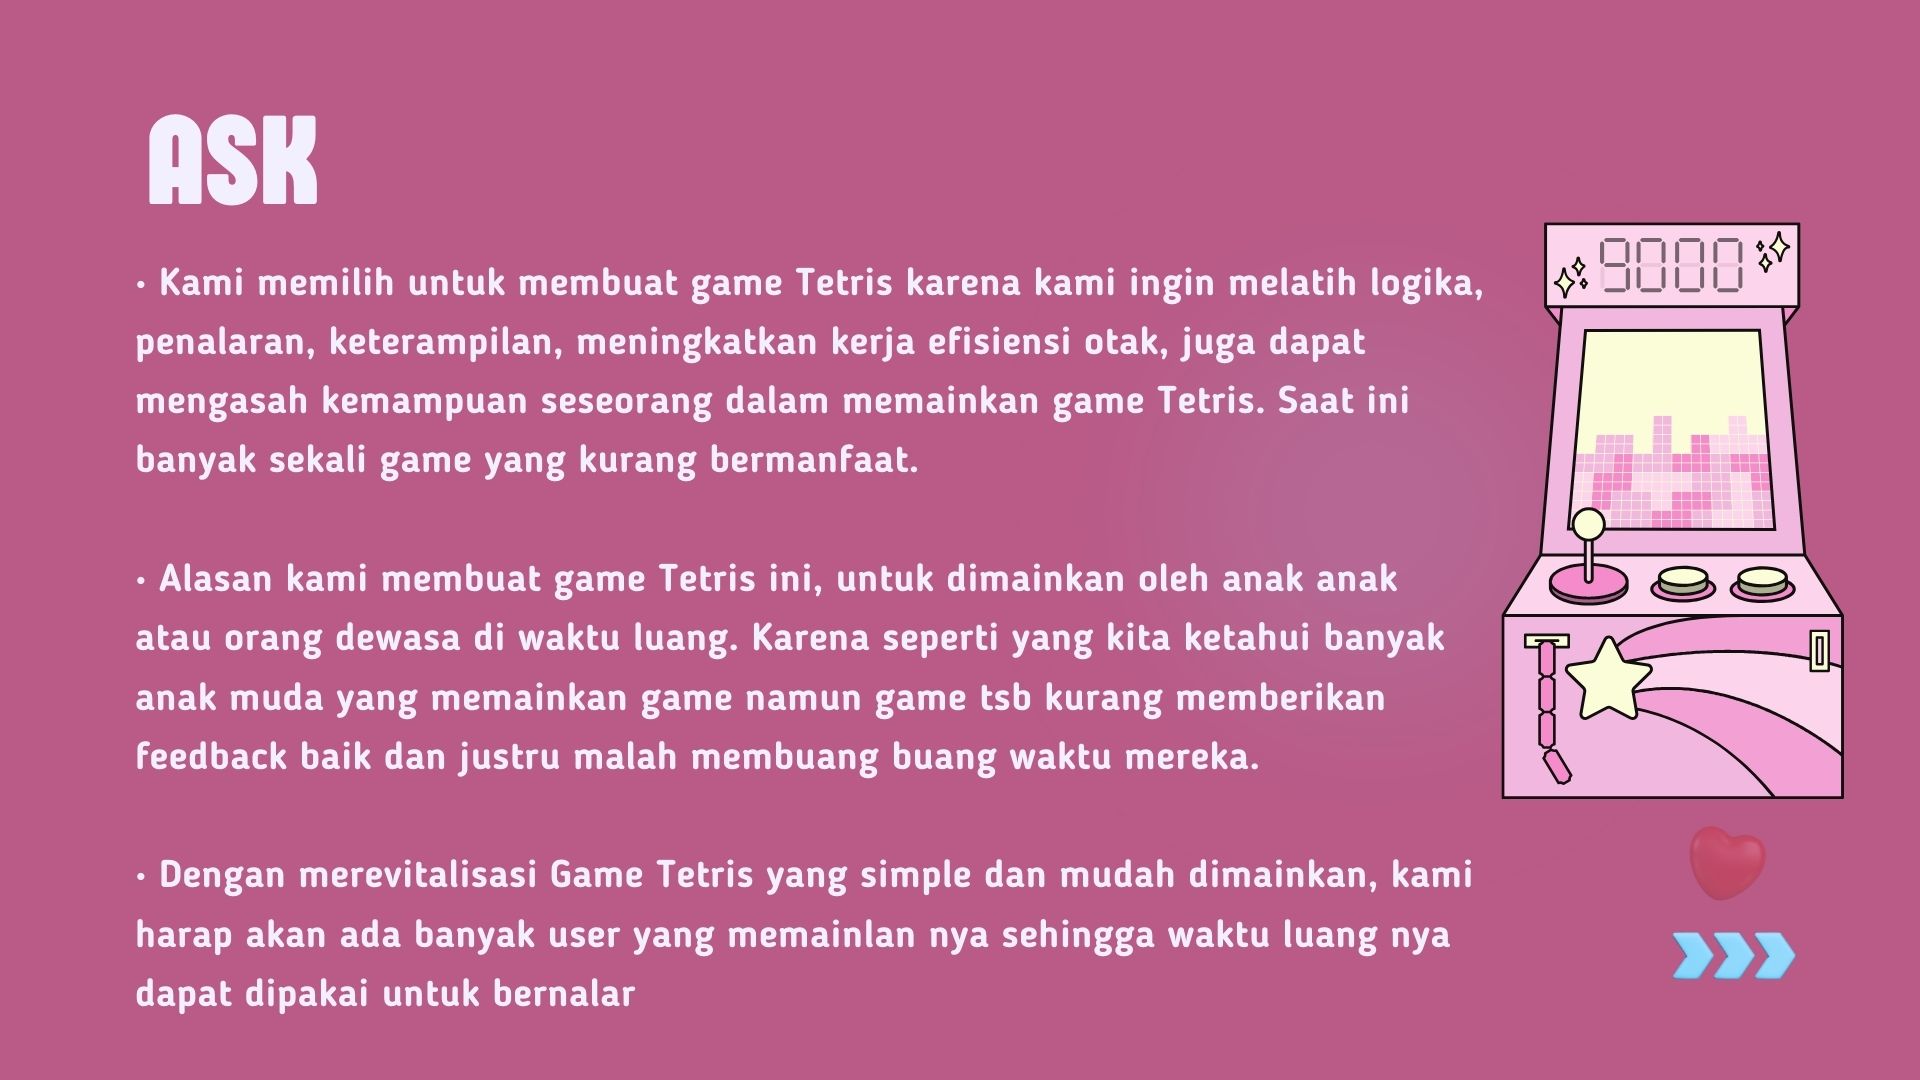 ASK
• Kami memilih untuk membuat game Tetris karena kami ingin melatih logika,
penalaran, keterampilan, meningkatkan kerja efisiensi otak, juga dapat
mengasah kemampuan seseorang dalam memainkan game Tetris. Saat ini
banyak sekali game yang kurang bermanfaat.
• Alasan kami membuat game Tetris ini, untuk dimainkan oleh anak anak
atau orang dewasa di waktu luang. Karena seperti yang kita ketahui banyak
anak muda yang memainkan game namun game tsb kurang memberikan
feedback baik dan justru malah membuang buang waktu mereka.
• Dengan merevitalisasi Game Tetris yang simple dan mudah dimainkan, kami
harap akan ada banyak user yang memainlan nya sehingga waktu luang nya
dapat dipakai untuk bernalar
9000